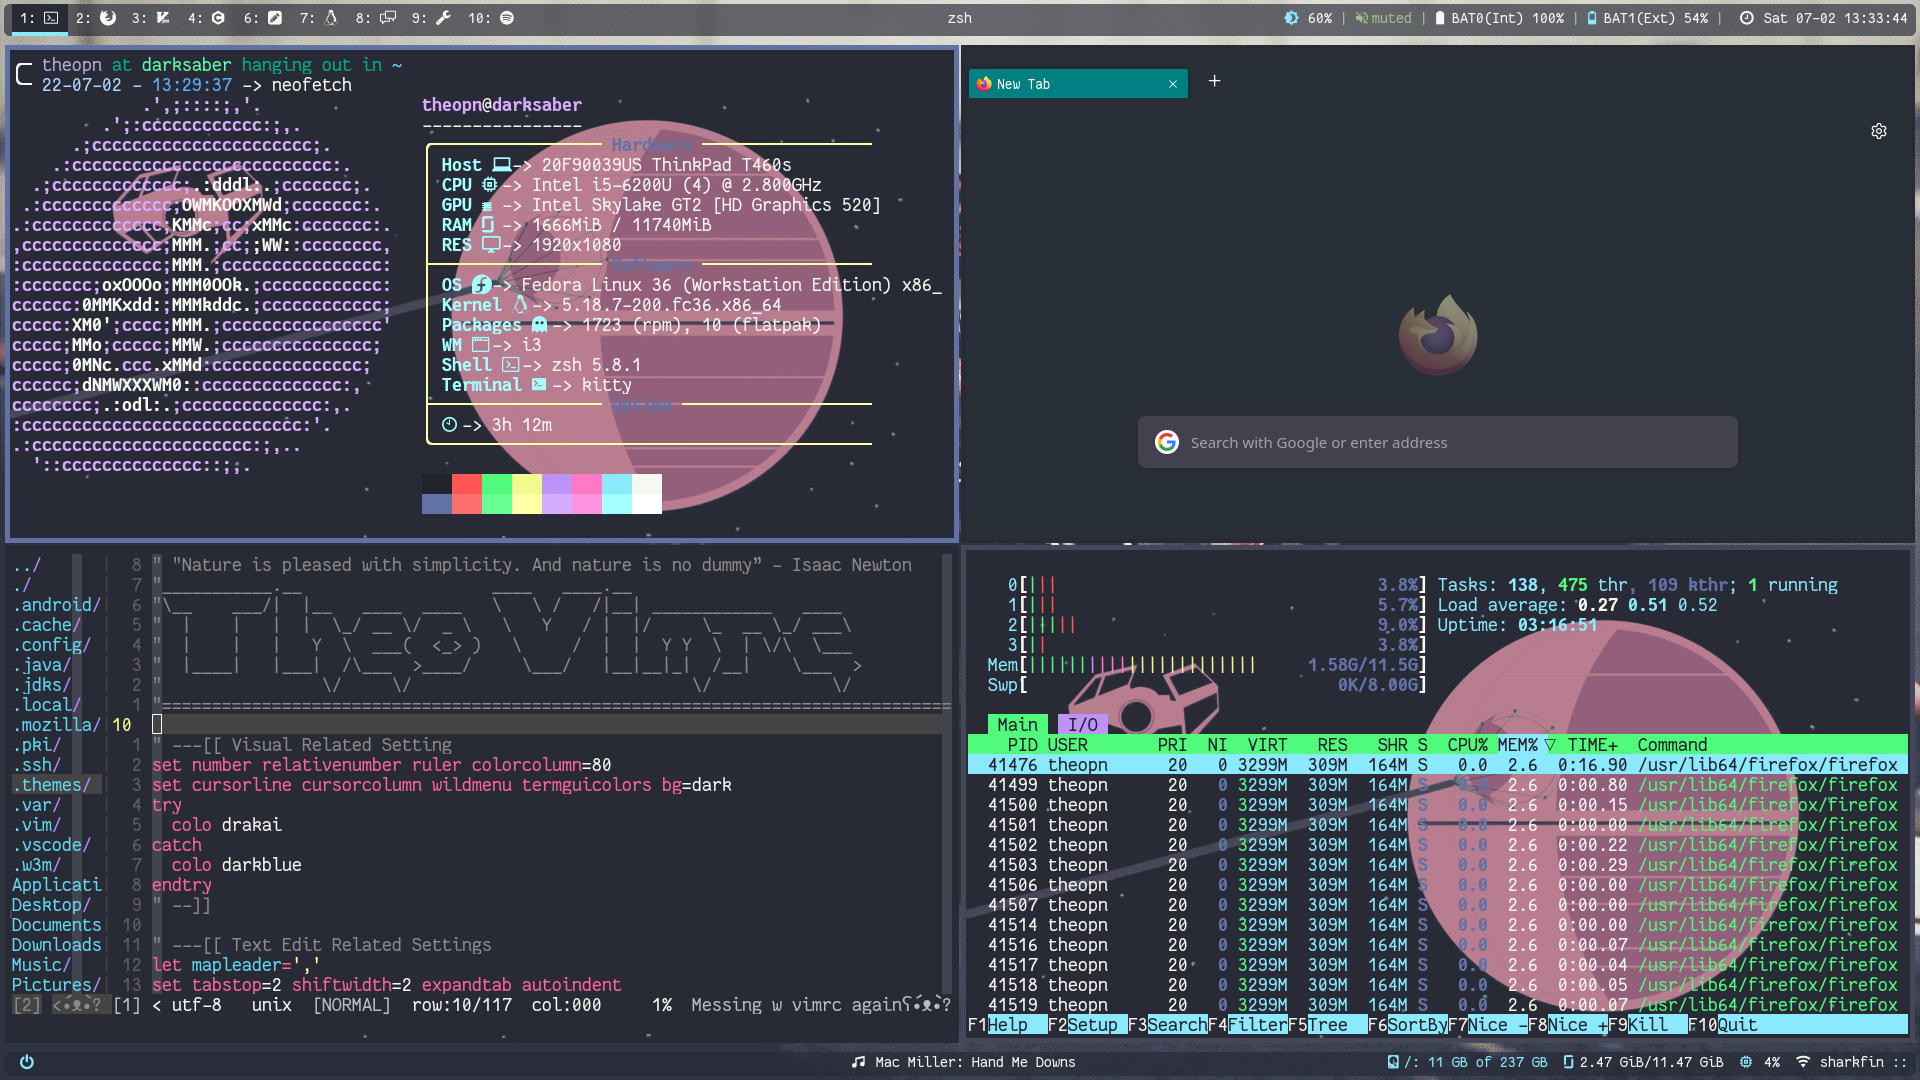 1: 2: 3: 4: 6: 7: 8: 9: 10:
zsh
60% | muted | BAT0(Int) 100% | BAT1(Ext) 54% | Sat 07-02 13:33:44
theopn at darksaber hanging out in ~
22-07-02 - 13:29:37 -> neofetch
theopn@darksaber
----------------
Hardware
Host -> 20F90039US ThinkPad T460s
CPU -> Intel i5-6200U (4) @ 2.800GHz
GPU -> Intel Skylake GT2 [HD Graphics 520]
RAM -> 1666MiB / 11740MiB
RES -> 1920x1080
Software
OS -> Fedora Linux 36 (Workstation Edition) x86_
Kernel -> 5.18.7-200.fc36.x86_64
Packages -> 1723 (rpm), 10 (flatpak)
WM -> i3
Shell -> zsh 5.8.1
Terminal -> kitty
Uptime
-> 3h 12m
New Tab
Search with Google or enter address
../
./
.android/
.cache/
.config/
.java/
.jdks/
.local/
.mozilla/
.pki/
.ssh/
.themes/
.var/
.vim/
.vscode/
.w3m/
Applicati
Desktop/
Documents
Downloads
Music/
Pictures/
8 " "Nature is pleased with simplicity. And nature is no dummy” - Isaac Newton
7 "
6 "
5 "
4 "
3 "
2 "
Theo Vimrc
1 "===============================================================================
10
1 " ---[[ Visual Related Setting
2 set number relativenumber ruler colorcolumn=80
3 set cursorline cursorcolumn wildmenu termguicolors bg=dark
4 try
5 colo drakai
6 catch
7 colo darkblue
8 endtry
9 " --]]
10
11 " ---[[ Text Edit Related Settings
12 let mapleader=','
13 set tabstop=2 shiftwidth=2 expandtab autoindent
[2] [1] < utf-8 unix [NORMAL] row:10/117 col:000 1% Messing w vimrc again
0[ 3.8%] Tasks: 138, 475 thr, 109 kthr; 1 running
1[ 5.7%] Load average: 0.27 0.51 0.52
2[ 9.0%] Uptime: 03:16:51
3[ 3.8%]
Mem[ 1.58G/11.5G]
Swp[ 0K/8.00G]
Main I/O
PID USER PRI NI VIRT RES SHR S CPU% MEM%▽ TIME+ Command
41476 theopn 20 0 3299M 309M 164M S 0.0 2.6 0:16.90 /usr/lib64/firefox/firefox
41499 theopn 20 0 3299M 309M 164M S 0.0 2.6 0:00.80 /usr/lib64/firefox/firefox
41500 theopn 20 0 3299M 309M 164M S 0.0 2.6 0:00.15 /usr/lib64/firefox/firefox
41501 theopn 20 0 3299M 309M 164M S 0.0 2.6 0:00.00 /usr/lib64/firefox/firefox
41502 theopn 20 0 3299M 309M 164M S 0.0 2.6 0:00.22 /usr/lib64/firefox/firefox
41503 theopn 20 0 3299M 309M 164M S 0.0 2.6 0:00.29 /usr/lib64/firefox/firefox
41506 theopn 20 0 3299M 309M 164M S 0.0 2.6 0:00.00 /usr/lib64/firefox/firefox
41507 theopn 20 0 3299M 309M 164M S 0.0 2.6 0:00.00 /usr/lib64/firefox/firefox
41514 theopn 20 0 3299M 309M 164M S 0.0 2.6 0:00.00 /usr/lib64/firefox/firefox
41516 theopn 20 0 3299M 309M 164M S 0.0 2.6 0:00.07 /usr/lib64/firefox/firefox
41517 theopn 20 0 3299M 309M 164M S 0.0 2.6 0:00.04 /usr/lib64/firefox/firefox
41518 theopn 20 0 3299M 309M 164M S 0.0 2.6 0:00.05 /usr/lib64/firefox/firefox
41519 theopn 20 0 3299M 309M 164M S 0.0 2.6 0:00.07 /usr/lib64/firefox/firefox
F1Help F2Setup F3SearchF4FilterF5Tree F6SortByF7Nice -F8Nice +F9Kill F10Quit
Mac Miller: Hand Me Downs
/: 11 GB of 237 GB 2.47 GiB/11.47 GiB 4% sharkfin ::